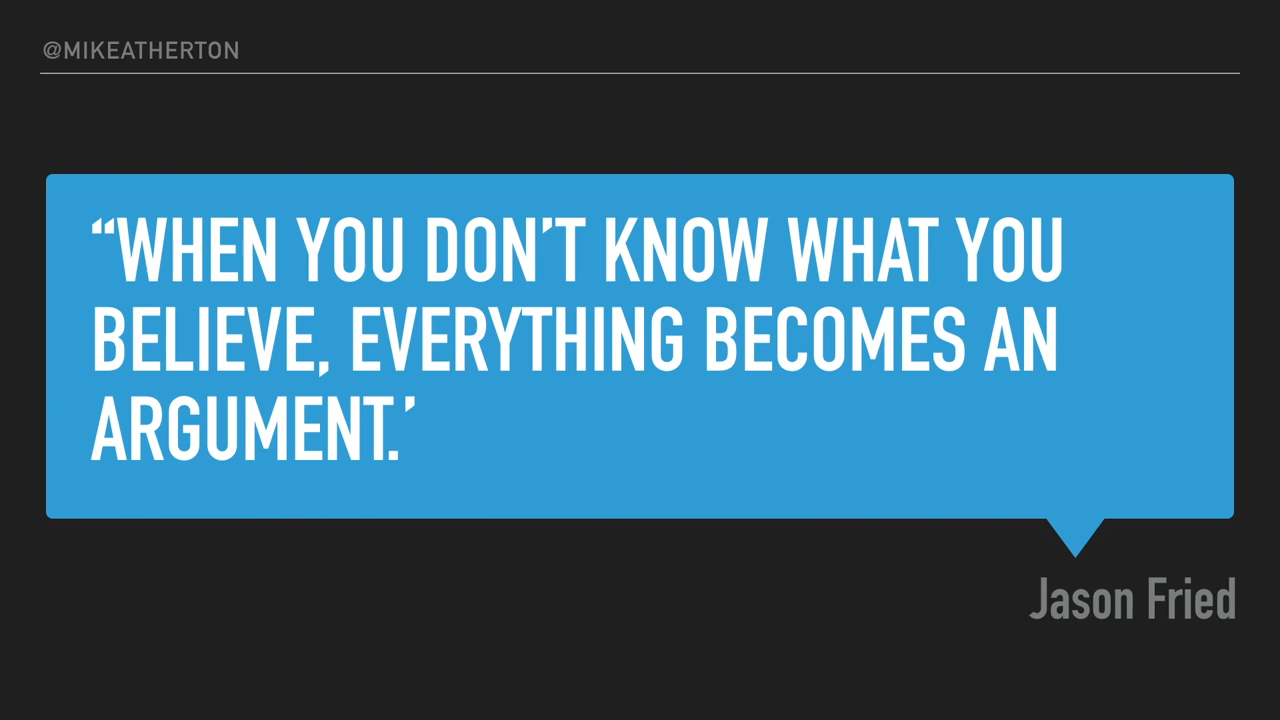 @MIKEATHERTON
“WHEN YOU DON’T KNOW WHAT YOU
BELIEVE, EVERYTHING BECOMES AN
ARGUMENT.’
Jason Fried